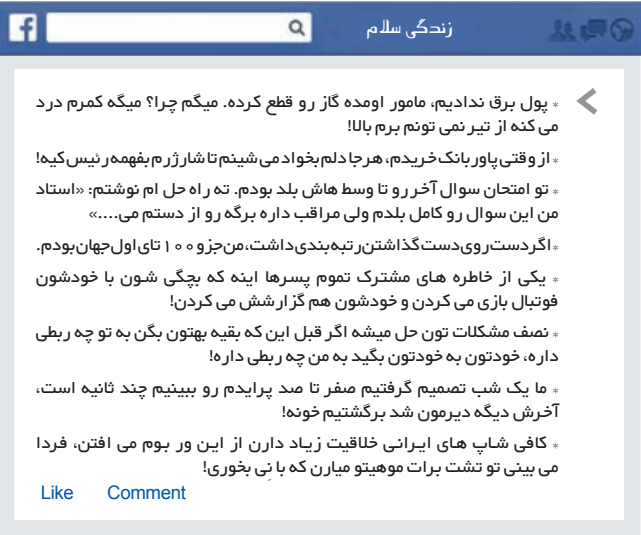 زندگی سلام
* پول برق ندادیم، مامور اومده گاز رو قطع کرده. میگم چرا؟ میگه کمرم درد
می کنه از تیر نمی تونم برم بالا!
* از وقتی پاور بانک خریدم، هر جا دلم بخواد می شینم تا شارژرم بفهمه رئیس کیه!
* تو امتحان سوال آخر رو تا وسط هاش بلد بودم. ته راه حل ام نوشتم: «استاد
من این سوال رو کامل بلدم ولی مراقب داره برگه رو از دستم می....»
* اگر دست روی دست گذاشتن رتبه بندی داشت، من جزو ۱۰۰ تای اول جهان بودم.
* یکی از خاطره های مشترک تموم پسرها اینه که بچگی شون با خودشون
فوتبال بازی می کردن و خودشون هم گزارشش می کردن!
* نصف مشکلات تون حل میشه اگر قبل این که بقیه بهتون بگن به تو چه ربطی
داره، خودتون به خودتون بگید به من چه ربطی داره!
* ما یک شب تصمیم گرفتیم صفر تا صد پرایدم رو ببینیم چند ثانیه است،
آخرش دیگه دیرمون شد برگشتیم خونه!
* کافی شاپ های ایرانی خلاقیت زیاد دارن از این ور بوم می افتن، فردا
می بینی تو تشت برات موهیتو میارن که با نِی بخوری!
Like Comment